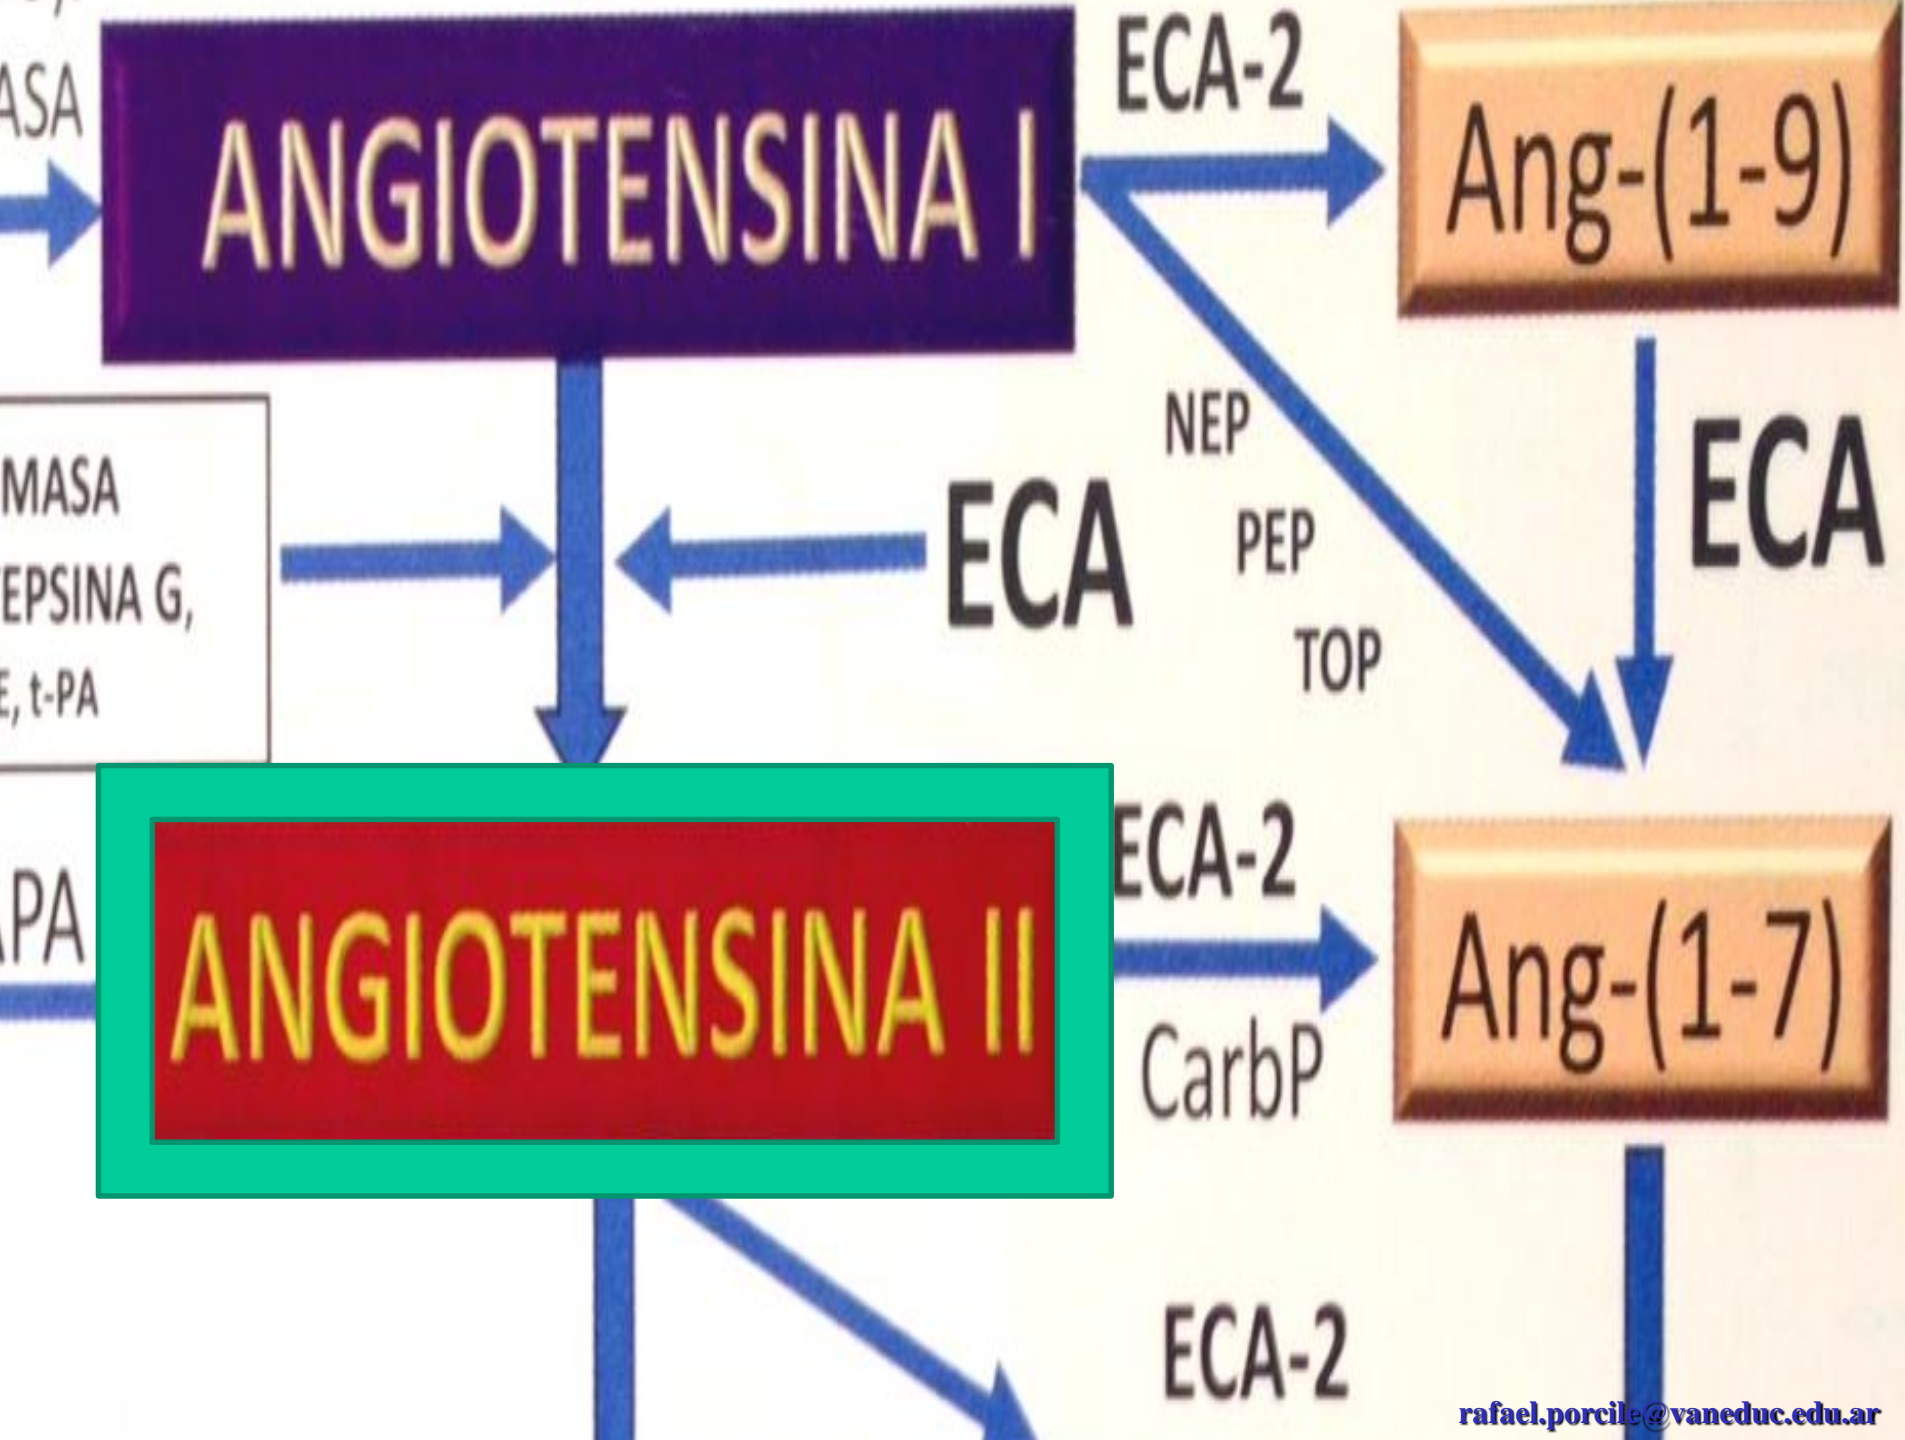 ECA-2
ASA
ANGIOTENSINA I
Ang-(1-9)
NEP
ECA
MASA
ECA
PEP
EPSINA G,
TOP
E, t-PA
ECA-2
PA
ANGIOTENSINA II
Ang-(1-7)
CarbP
ECA-2
rafael.porcile@vaneduc.edu.ar